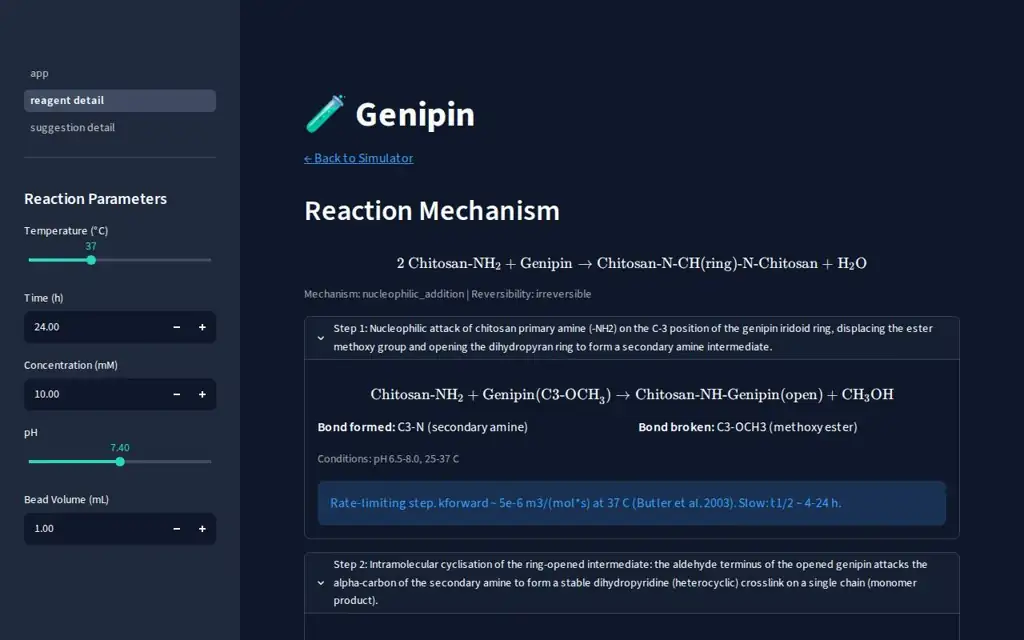 app
reagent detail
suggestion detail
Reaction Parameters
Temperature (°C)
37
Time (h)
24.00
Concentration (mM)
10.00
pH
7.40
Bead Volume (mL)
1.00
Genipin
← Back to Simulator
Reaction Mechanism
2 Chitosan-NH₂ + Genipin → Chitosan-N-CH(ring)-N-Chitosan + H₂O
Mechanism: nucleophilic_addition | Reversibility: irreversible
Step 1: Nucleophilic attack of chitosan primary amine (-NH2) on the C-3 position of the genipin iridoid ring, displacing the ester
methoxy group and opening the dihydropyran ring to form a secondary amine intermediate.
Chitosan-NH₂ + Genipin(C3-OCH₃) → Chitosan-NH-Genipin(open) + CH₃OH
Bond formed: C3-N (secondary amine)
Bond broken: C3-OCH3 (methoxy ester)
Conditions: pH 6.5-8.0, 25-37 C
Rate-limiting step. kforward ~ 5e-6 m3/(mol*s) at 37 C (Butler et al. 2003). Slow: t1/2 ~ 4-24 h.
Step 2: Intramolecular cyclisation of the ring-opened intermediate: the aldehyde terminus of the opened genipin attacks the
alpha-carbon of the secondary amine to form a stable dihydropyridine (heterocyclic) crosslink on a single chain (monomer
product).